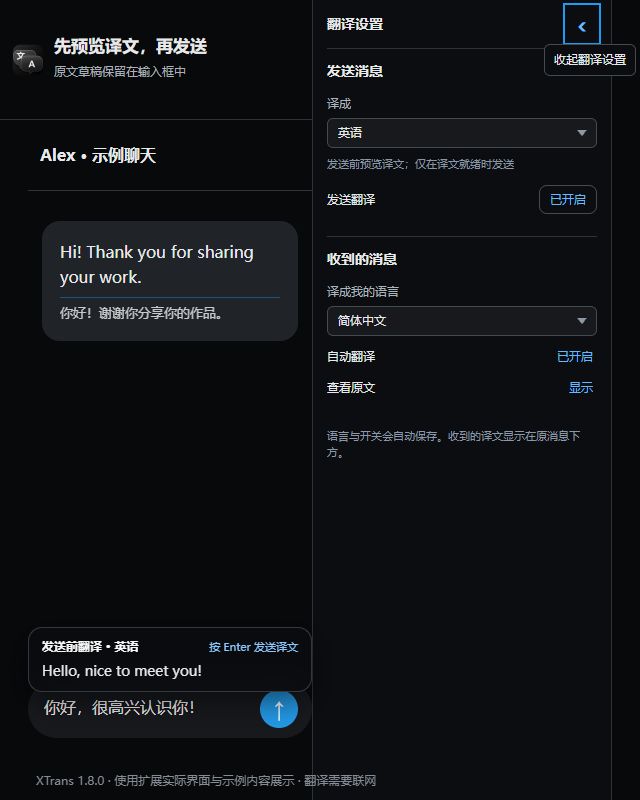 先预览译文，再发送
原文草稿保留在输入框中
Alex • 示例聊天
Hi! Thank you for sharing
your work.
你好！谢谢你分享你的作品。
发送前翻译 • 英语
按 Enter 发送译文
Hello, nice to meet you!
你好，很高兴认识你！
翻译设置
收起翻译设置
发送消息
译成
英语
发送前预览译文；仅在译文就绪时发送
发送翻译
已开启
收到的消息
译成我的语言
简体中文
自动翻译
已开启
查看原文
显示
语言与开关会自动保存。收到的译文显示在原消息下
方。
XTrans 1.8.0 · 使用扩展实际界面与示例内容展示 · 翻译需要联网